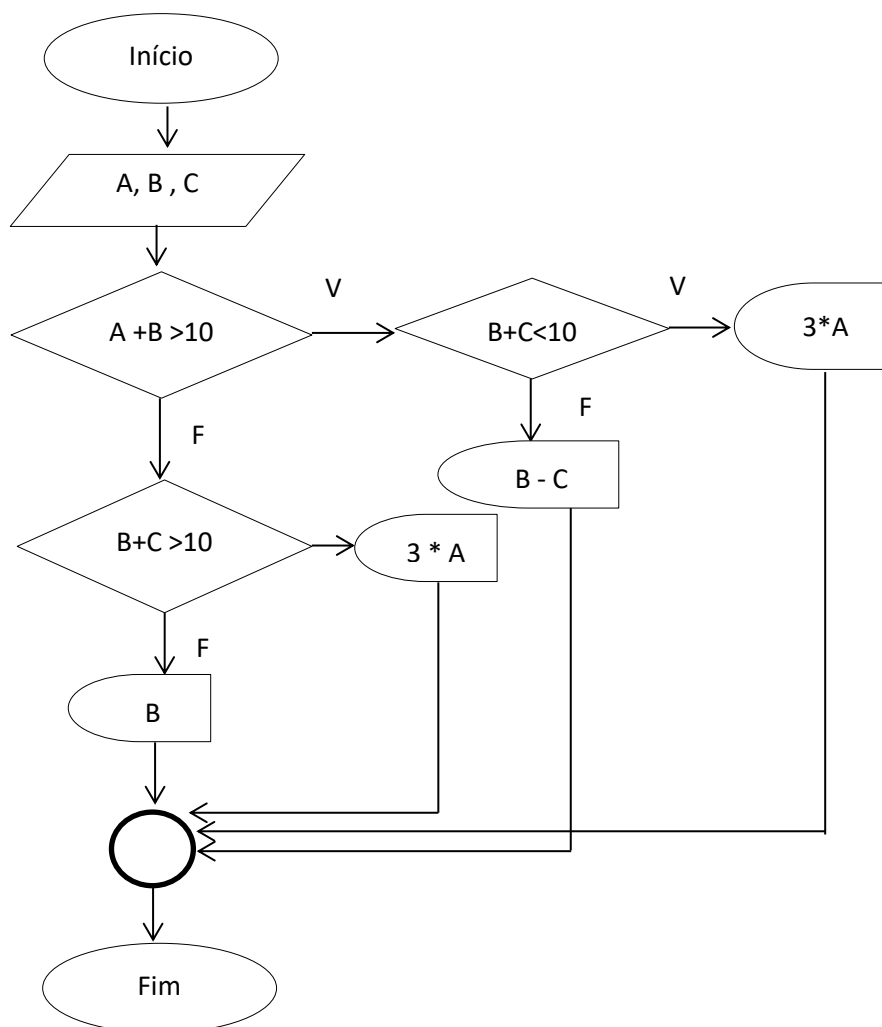 Início
A, B , C
A +B >10
V
B+C<10
V
3*A
F
F
B - C
B+C >10
3 * A
F
B
Fim